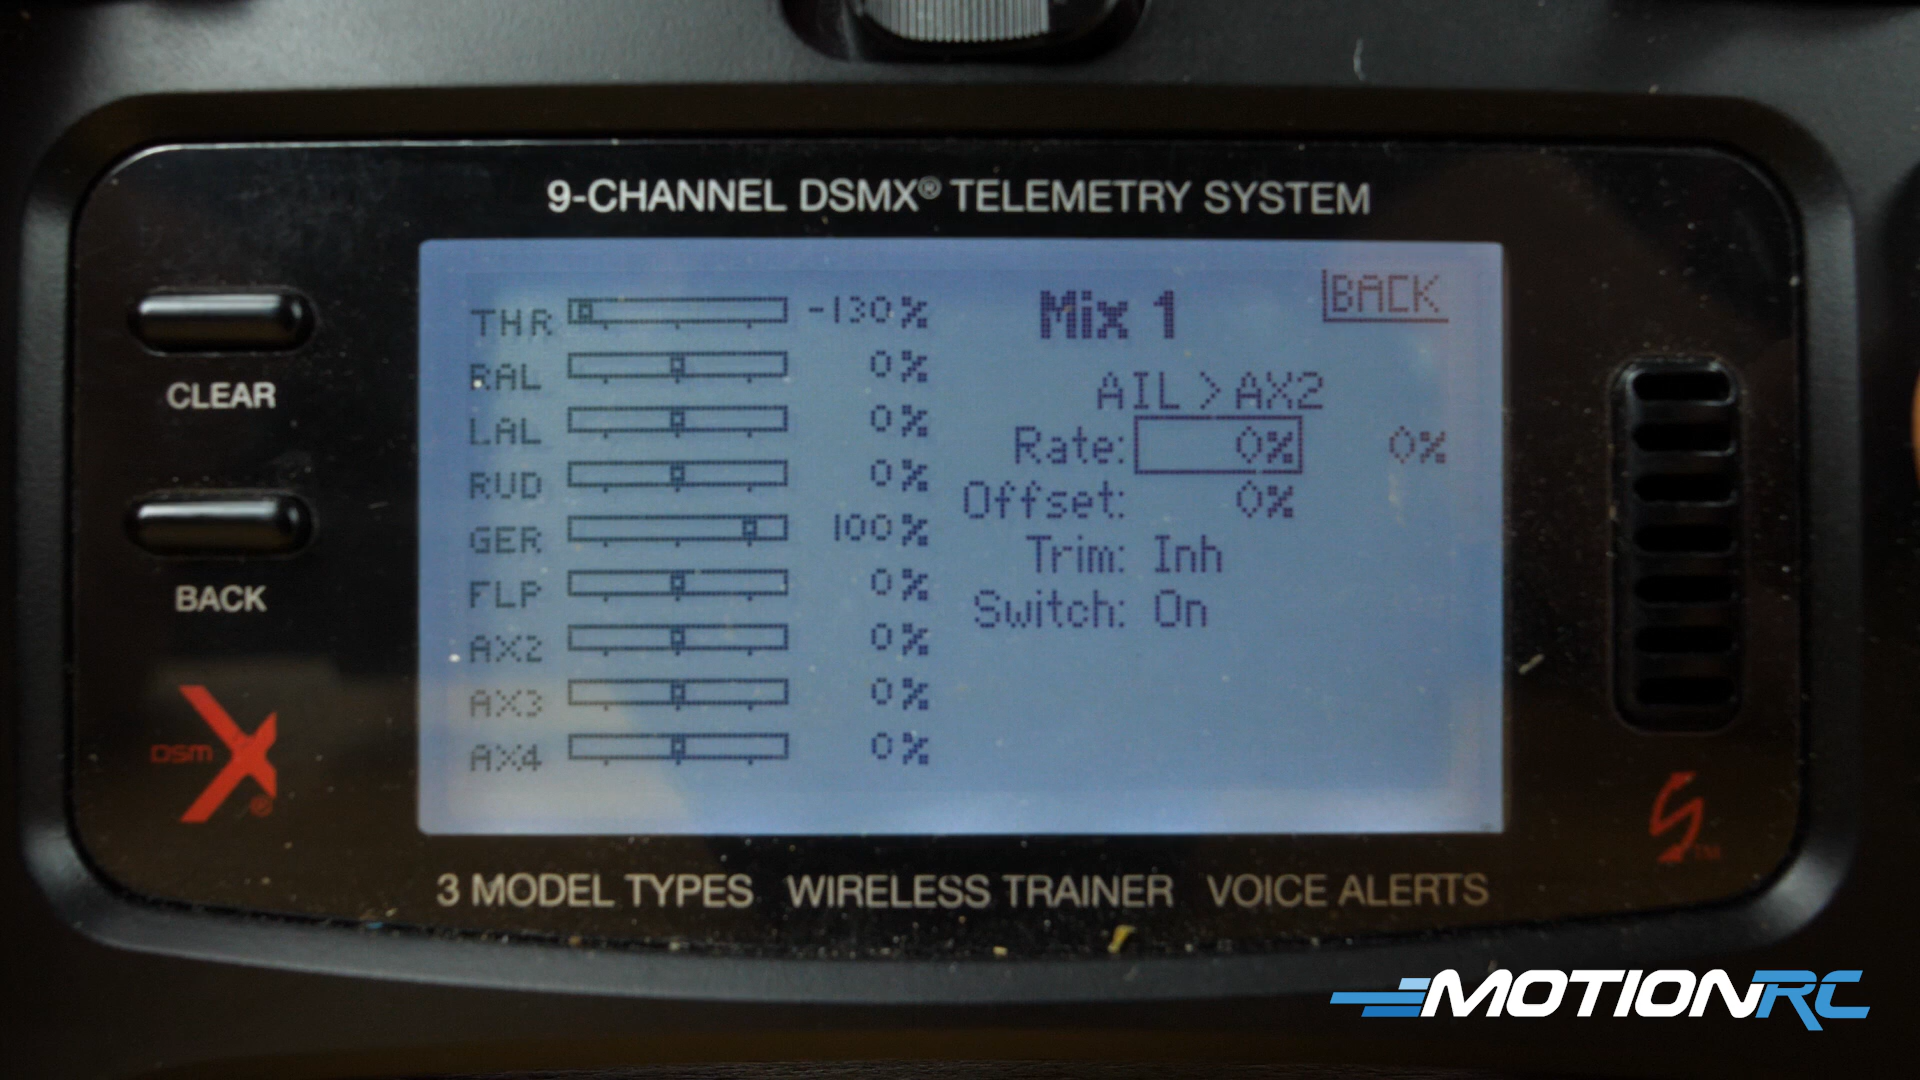 9-CHANNEL DSMX® TELEMETRY SYSTEM
CLEAR
BACK
THR -130%
RAL 0%
LAL 0%
RUD 0%
GER 100%
FLP 0%
AX2 0%
AX3 0%
AX4 0%
BACK
Mix 1
AIL > AX2
Rate: 0% 0%
Offset: 0%
Trim: Inh
Switch: On
DSM X®
S™
3 MODEL TYPES WIRELESS TRAINER VOICE ALERTS
MOTIONRC